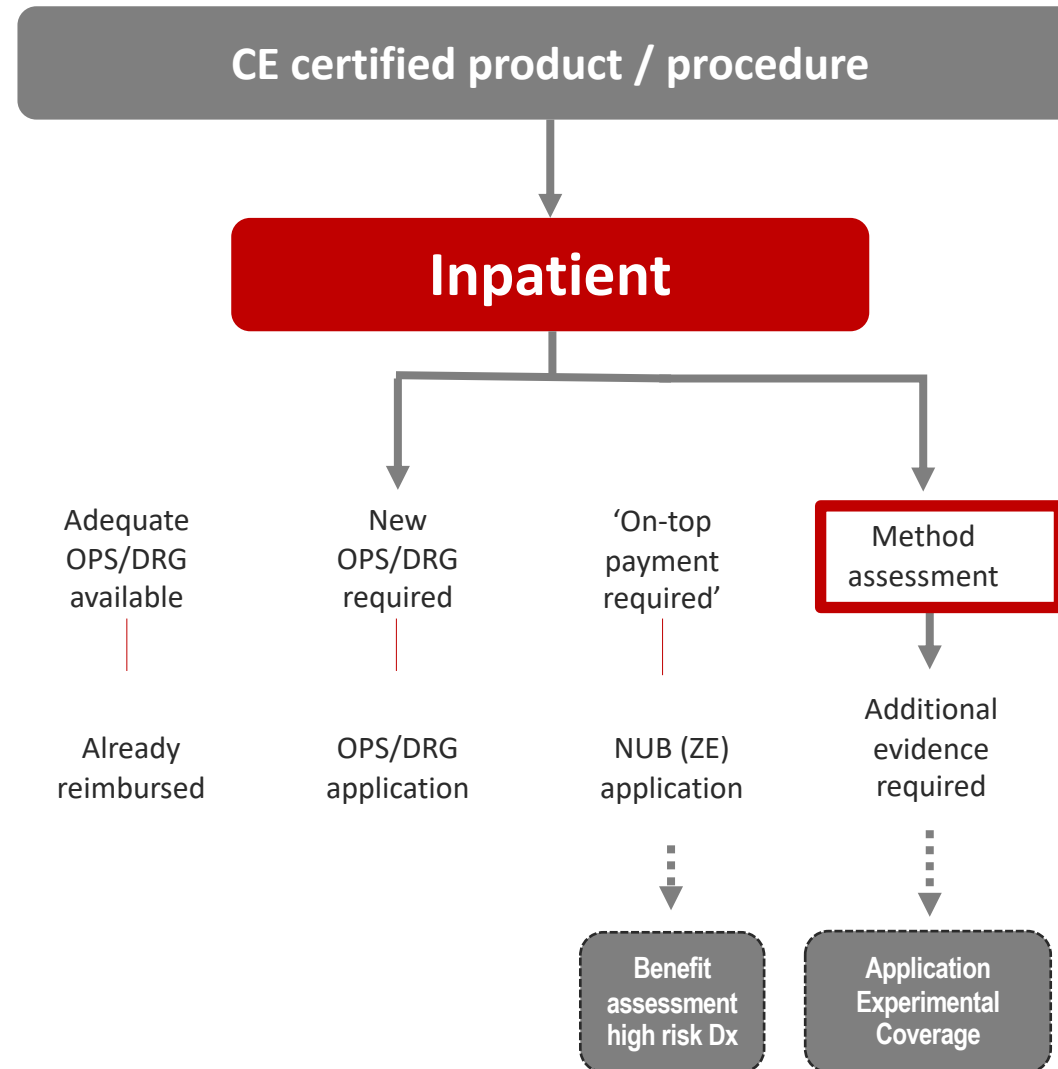 CE certified product / procedure
Inpatient
Adequate
OPS/DRG
available
New
OPS/DRG
required
‘On-top
payment
required’
Method
assessment
Already
reimbursed
OPS/DRG
application
NUB (ZE)
application
Additional
evidence
required
Benefit
assessment
high risk Dx
Application
Experimental
Coverage